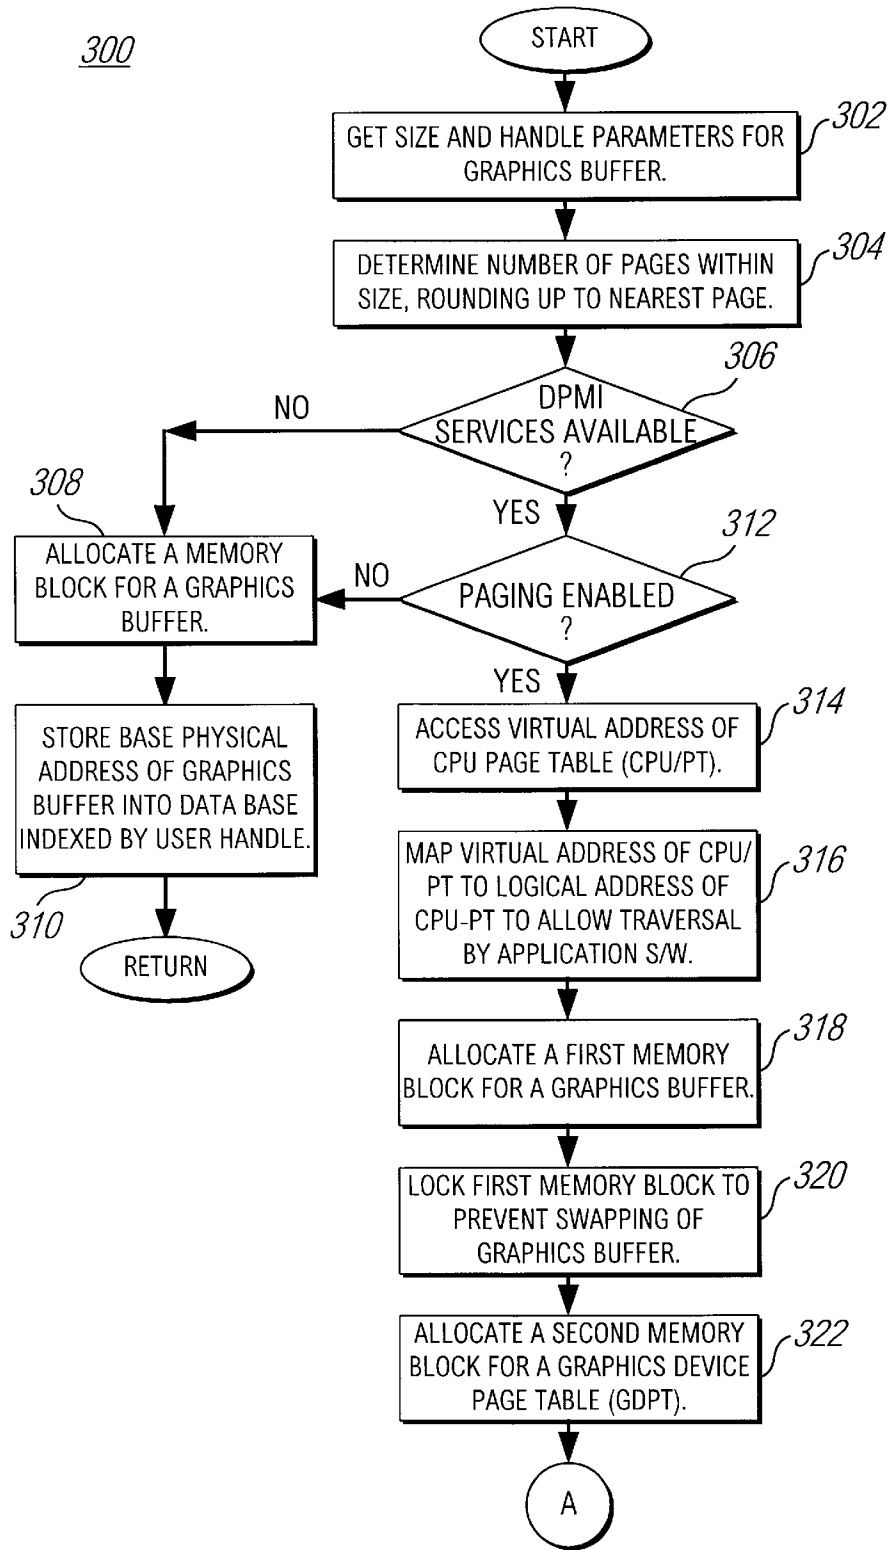 300
START
GET SIZE AND HANDLE PARAMETERS FOR
GRAPHICS BUFFER.
302
DETERMINE NUMBER OF PAGES WITHIN
SIZE, ROUNDING UP TO NEAREST PAGE.
304
DPMI
SERVICES AVAILABLE
?
306
NO
YES
308
ALLOCATE A MEMORY
BLOCK FOR A GRAPHICS
BUFFER.
312
PAGING ENABLED
?
NO
YES
STORE BASE PHYSICAL
ADDRESS OF GRAPHICS
BUFFER INTO DATA BASE
INDEXED BY USER HANDLE.
310
RETURN
314
ACCESS VIRTUAL ADDRESS OF
CPU PAGE TABLE (CPU/PT).
MAP VIRTUAL ADDRESS OF CPU/
PT TO LOGICAL ADDRESS OF
CPU-PT TO ALLOW TRAVERSAL
BY APPLICATION S/W.
316
ALLOCATE A FIRST MEMORY
BLOCK FOR A GRAPHICS BUFFER.
318
LOCK FIRST MEMORY BLOCK TO
PREVENT SWAPPING OF
GRAPHICS BUFFER.
320
ALLOCATE A SECOND MEMORY
BLOCK FOR A GRAPHICS DEVICE
PAGE TABLE (GDPT).
322
A